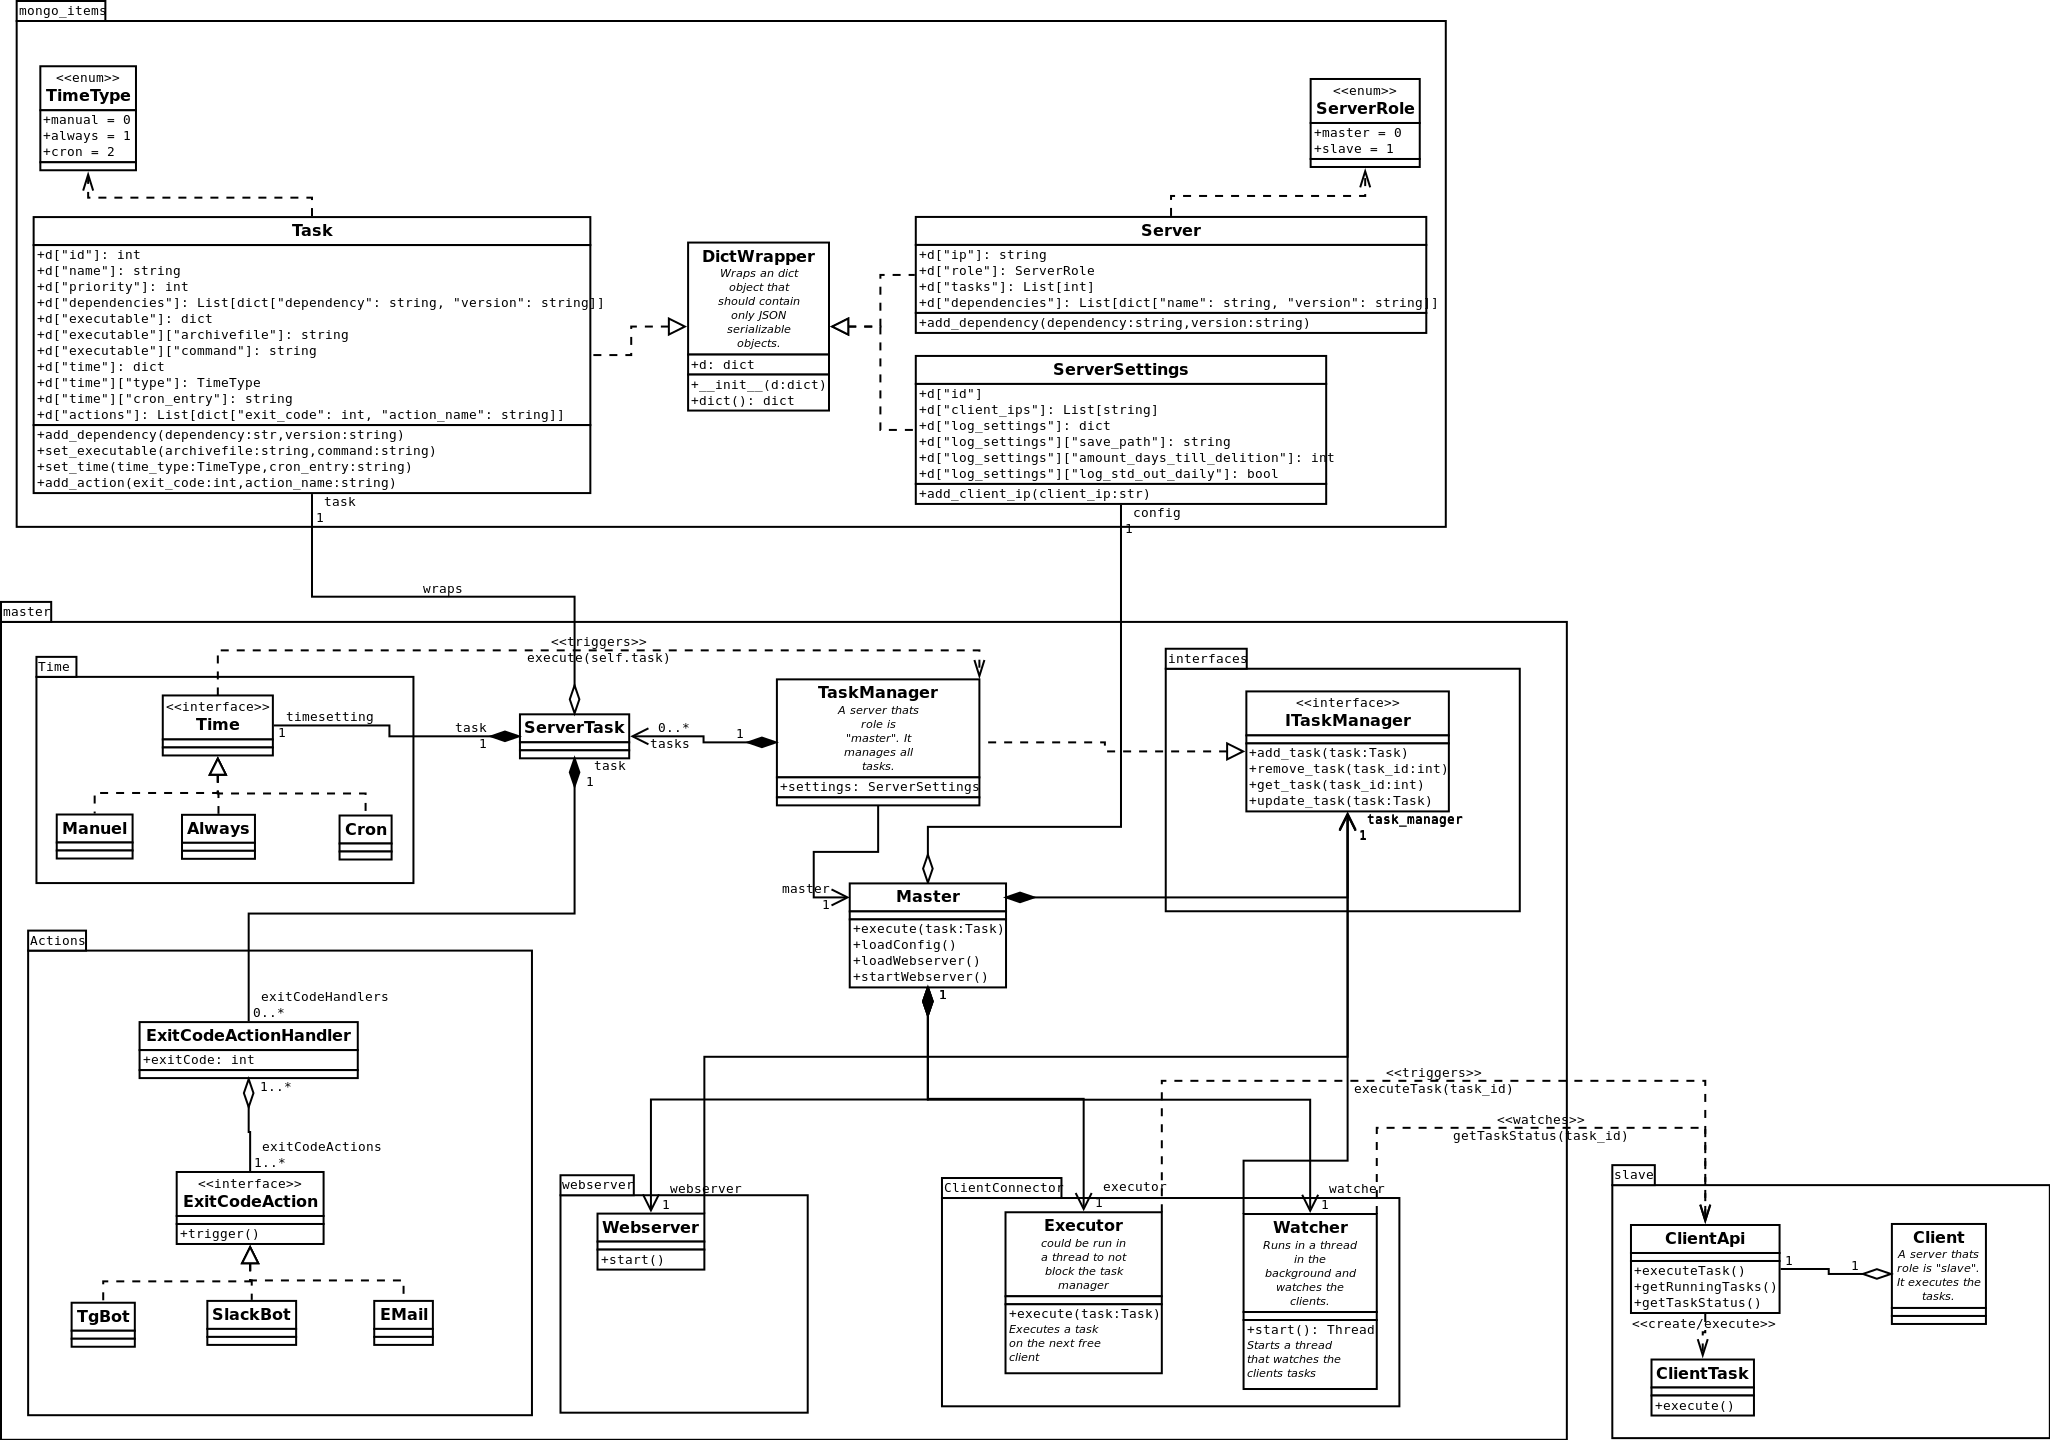 mongo_items
<<enum>>
TimeType
+manual = 0
+always = 1
+cron = 2
<<enum>>
ServerRole
+master = 0
+slave = 1
Task
+d["id"]: int
+d["name"]: string
+d["priority"]: int
+d["dependencies"]: List[dict["dependency": string, "version": string]]
+d["executable"]: dict
+d["executable"]["archivefile"]: string
+d["executable"]["command"]: string
+d["time"]: dict
+d["time"]["type"]: TimeType
+d["time"]["cron_entry"]: string
+d["actions"]: List[dict["exit_code": int, "action_name": string]]
+add_dependency(dependency:str,version:string)
+set_executable(archivefile:string,command:string)
+set_time(time_type:TimeType,cron_entry:string)
+add_action(exit_code:int,action_name:string)
DictWrapper
Wraps an dict
object that
should contain
only JSON
serializable
objects.
+d: dict
+__init__(d:dict)
+dict(): dict
Server
+d["ip"]: string
+d["role"]: ServerRole
+d["tasks"]: List[int]
+d["dependencies"]: List[dict["name": string, "version": string]]
+add_dependency(dependency:string,version:string)
ServerSettings
+d["id"]
+d["client_ips"]: List[string]
+d["log_settings"]: dict
+d["log_settings"]["save_path"]: string
+d["log_settings"]["amount_days_till_delition"]: int
+d["log_settings"]["log_std_out_daily"]: bool
+add_client_ip(client_ip:str)
task
1
config
1
wraps
master
<<triggers>>
execute(self.task)
Time
<<interface>>
Time
timesetting
1
task
1
ServerTask
0..*
tasks
1
task
1
Manuel
Always
Cron
TaskManager
A server thats
role is
"master". It
manages all
tasks.
+settings: ServerSettings
interfaces
<<interface>>
ITaskManager
+add_task(task:Task)
+remove_task(task_id:int)
+get_task(task_id:int)
+update_task(task:Task)
task_manager
1
master
1
Master
+execute(task:Task)
+loadConfig()
+loadWebserver()
+startWebserver()
1
Actions
exitCodeHandlers
0..*
ExitCodeActionHandler
+exitCode: int
1..*
exitCodeActions
1..*
<<interface>>
ExitCodeAction
+trigger()
TgBot
SlackBot
EMail
<<triggers>>
executeTask(task_id)
<<watches>>
getTaskStatus(task_id)
webserver
webserver
1
Webserver
+start()
ClientConnector
executor
1
Executor
could be run in
a thread to not
block the task
manager
+execute(task:Task)
Executes a task
on the next free
client
watcher
1
Watcher
Runs in a thread
in the
background and
watches the
clients.
+start(): Thread
Starts a thread
that watches the
clients tasks
slave
ClientApi
+executeTask()
+getRunningTasks()
+getTaskStatus()
1
1
Client
A server thats
role is "slave".
It executes the
tasks.
<<create/execute>>
ClientTask
+execute()